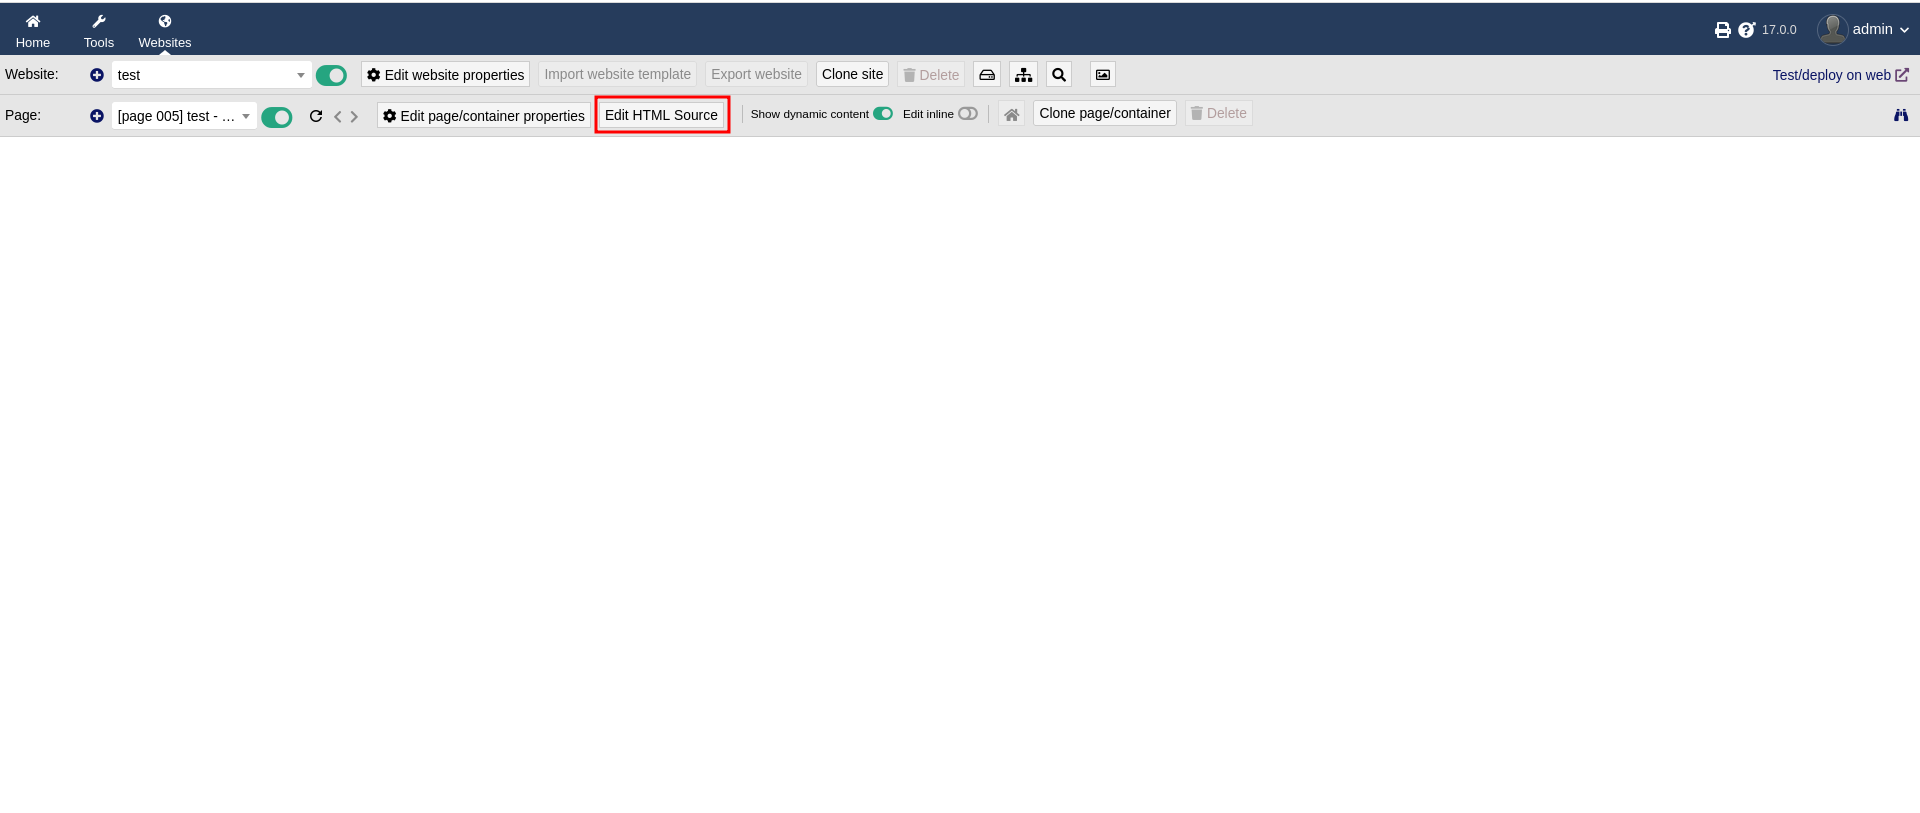 Home Tools Websites 17.0.0 admin
Website: test Edit website properties Import website template Export website Clone site Delete Test/deploy on web
Page: [page 005] test - ... Edit page/container properties Edit HTML Source Show dynamic content Edit inline Clone page/container Delete